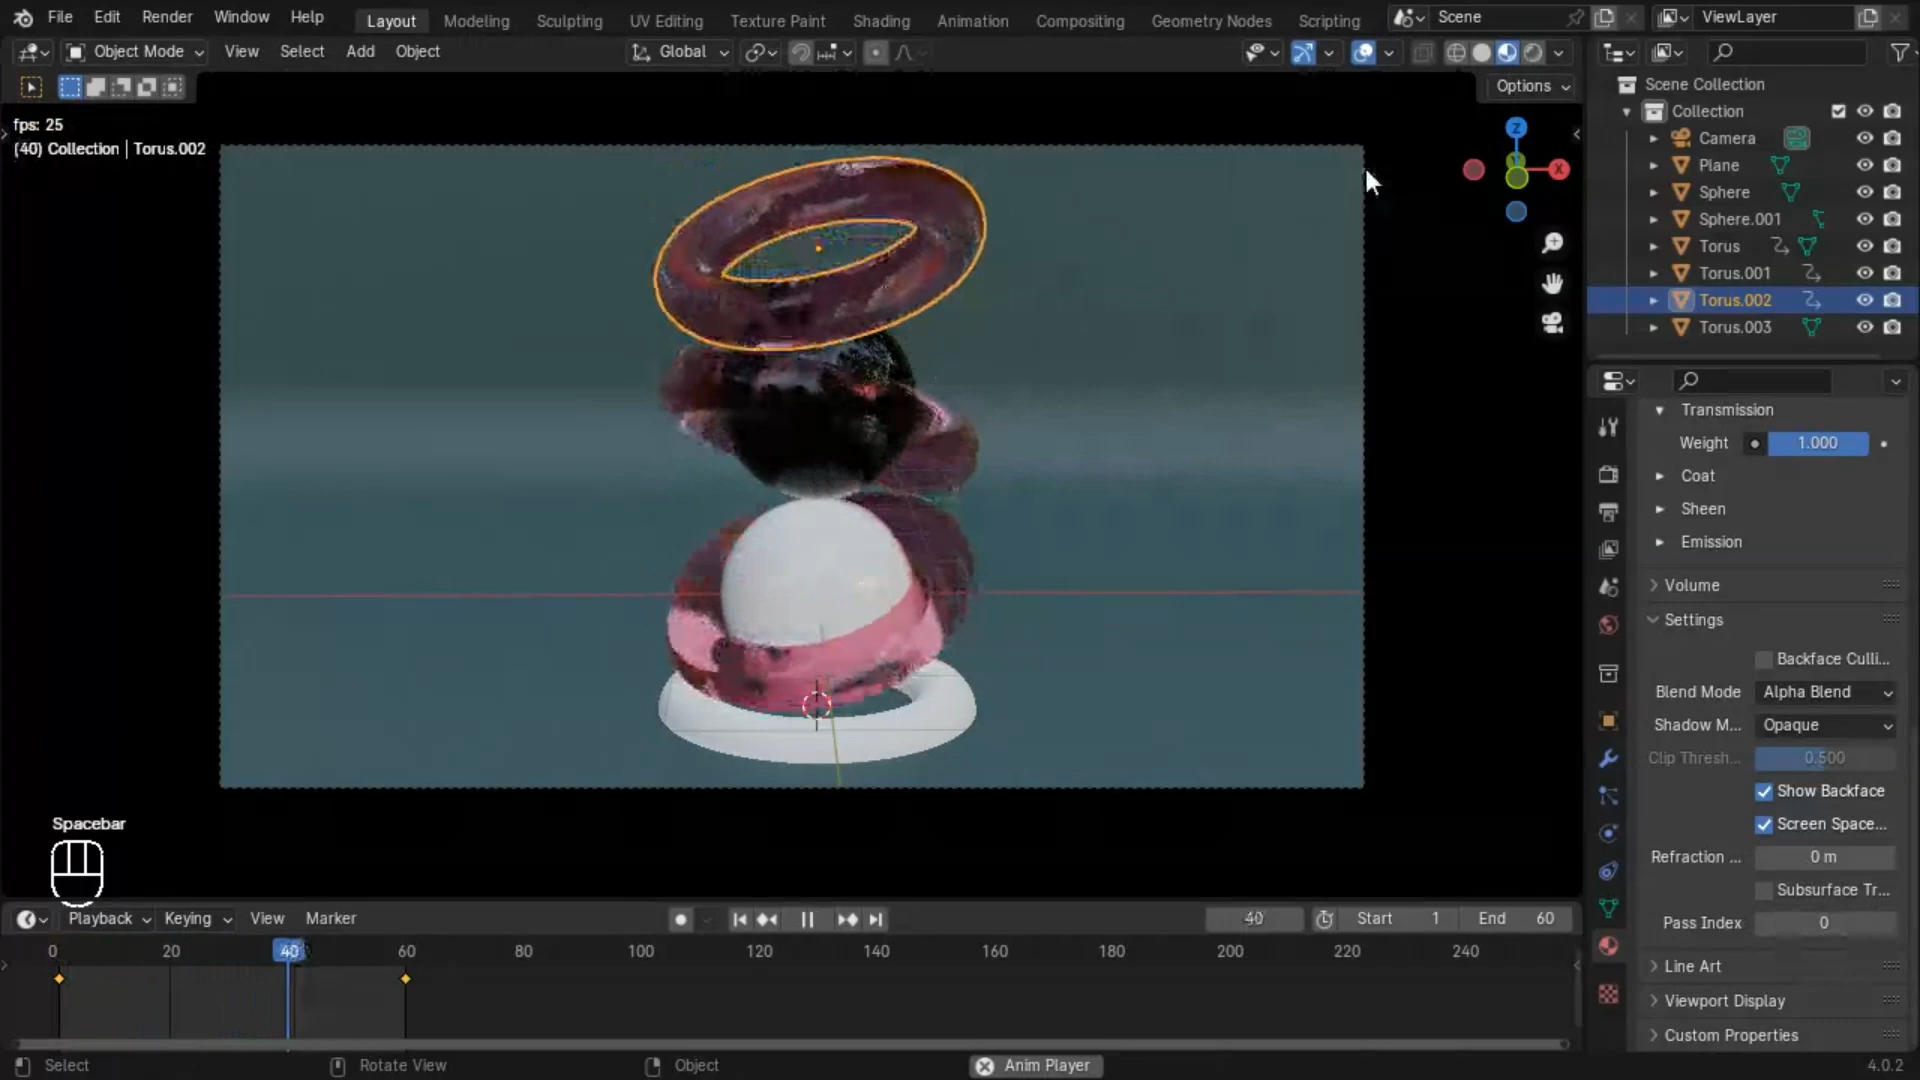 File Edit Render Window Help Layout Modeling Sculpting UV Editing Texture Paint Shading Animation Compositing Geometry Nodes Scripting Scene ViewLayer
Object Mode View Select Add Object Global
Options
fps: 25
(40) Collection | Torus.002
Z
X
Scene Collection
Collection
Camera
Plane
Sphere
Sphere.001
Torus
Torus.001
Torus.002
Torus.003
Transmission
Weight 1.000
Coat
Sheen
Emission
Volume
Settings
Backface Culli...
Blend Mode Alpha Blend
Shadow M... Opaque
Clip Thresh... 0.500
Show Backface
Screen Space...
Refraction ... 0 m
Subsurface Tr...
Pass Index 0
Line Art
Viewport Display
Custom Properties
Spacebar
Playback Keying View Marker 40 Start 1 End 60
0 20 40 60 80 100 120 140 160 180 200 220 240
Select Rotate View Object Anim Player 4.0.2